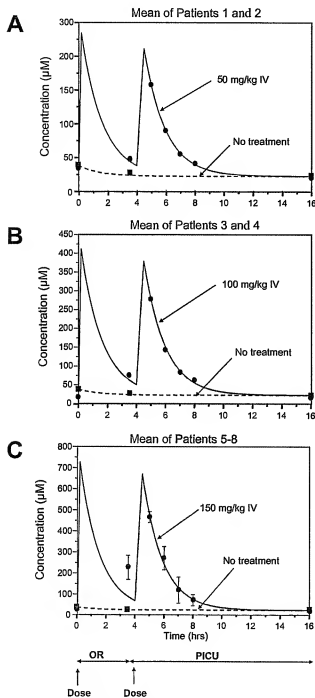 A
Mean of Patients 1 and 2
Concentration (µM)
250
200
150
100
50
0
50 mg/kg IV
No treatment
0 2 4 6 8 10 12 14 16
B
Mean of Patients 3 and 4
Concentration (µM)
450
400
350
300
250
200
150
100
50
0
100 mg/kg IV
No treatment
0 2 4 6 8 10 12 14 16
C
Mean of Patients 5-8
Concentration (µM)
800
700
600
500
400
300
200
100
0
150 mg/kg IV
No treatment
0 2 4 6 8 10 12 14 16
Time (hrs)
OR PICU
Dose Dose